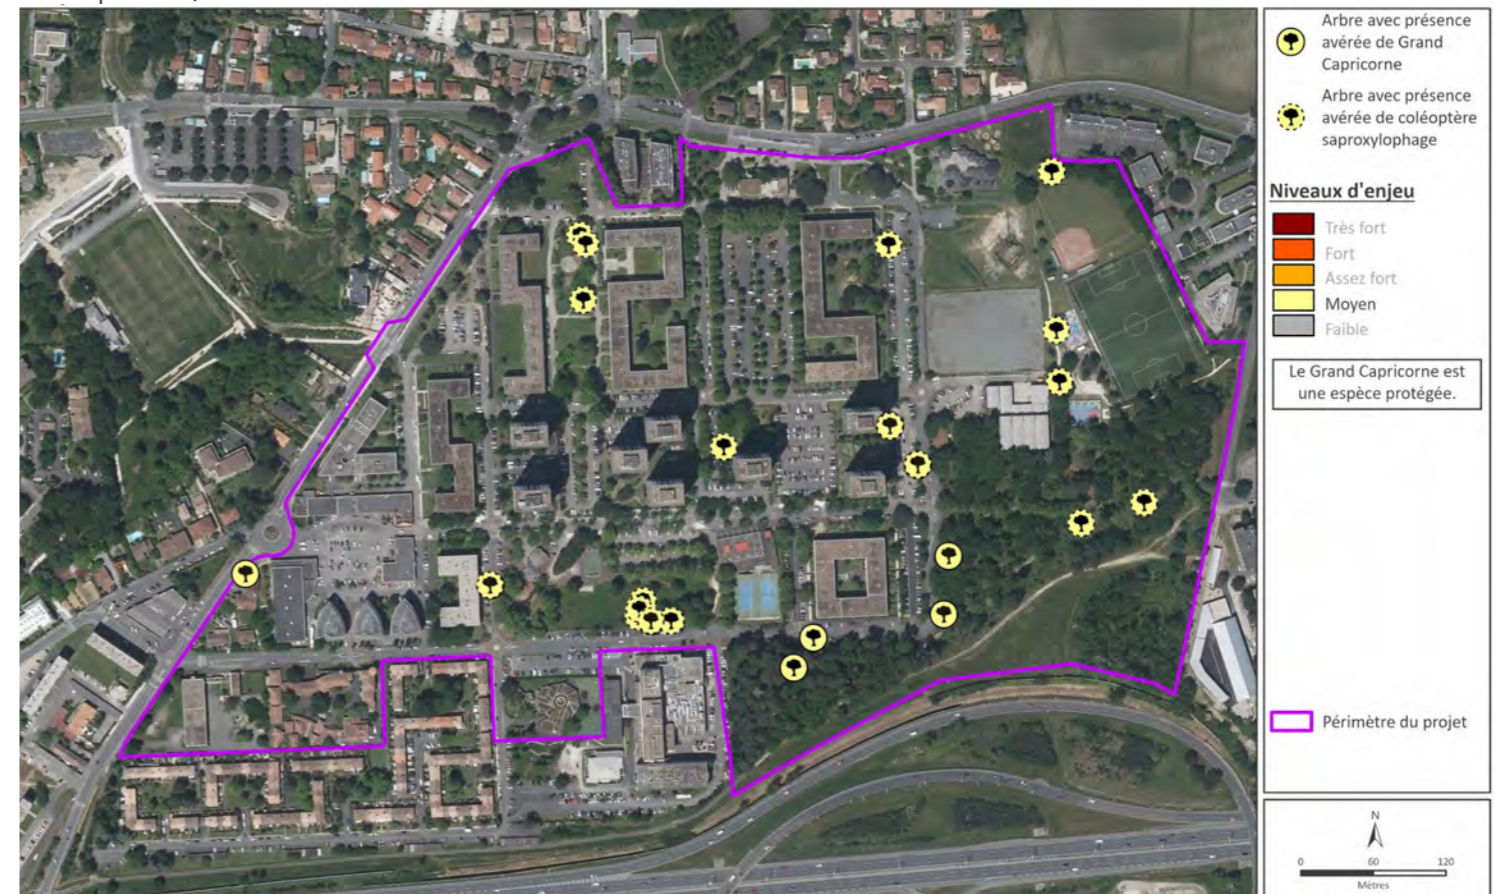 Arbre avec présence
avérée de Grand
Capricorne
Arbre avec présence
avérée de coléoptère
saproxylophage
Niveaux d'enjeu
Très fort
Fort
Assez fort
Moyen
Faible
Le Grand Capricorne est
une espèce protégée.
Périmètre du projet
N
0 60 120
Mètres